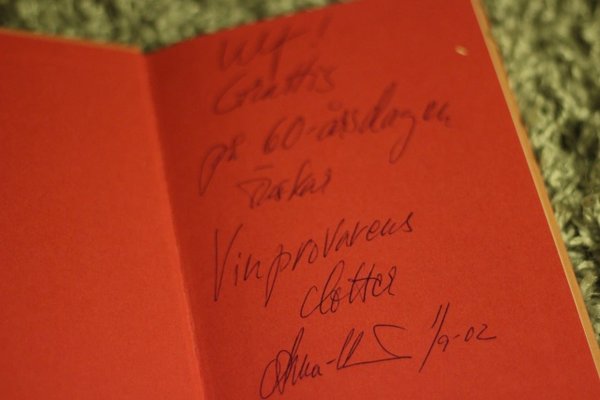 Ulf!
Grattis
på 60-årsdagen
önskar
Vinprovarens
dotter
1/9-02